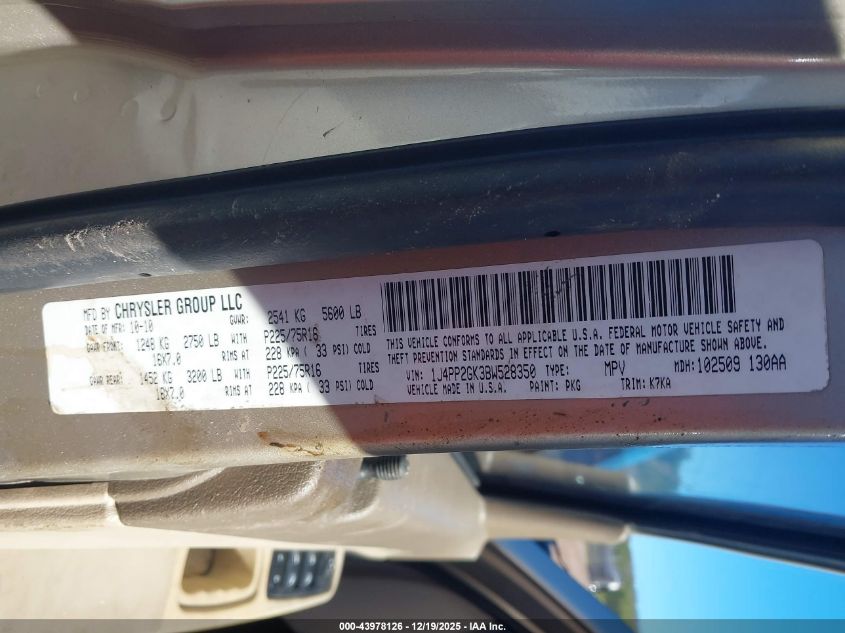 MFD BY CHRYSLER GROUP LLC
DATE OF MFR: 10-10 GVWR: 2541 KG 5600 LB
GAWR FRONT: 1248 KG 2750 LB WITH P225/75R16 TIRES
16X7.0 RIMS AT 228 KPA ( 33 PSI) COLD
GAWR REAR: 1452 KG 3200 LB WITH P225/75R16 TIRES
16X7.0 RIMS AT 228 KPA ( 33 PSI) COLD
THIS VEHICLE CONFORMS TO ALL APPLICABLE U.S.A. FEDERAL MOTOR VEHICLE SAFETY AND
THEFT PREVENTION STANDARDS IN EFFECT ON THE DATE OF MANUFACTURE SHOWN ABOVE.
VIN: 1J4PP2GK3BW528350 TYPE: MPV MDH: 102509 130AA
VEHICLE MADE IN U.S.A. PAINT: PKG TRIM: K7KA
000-43978126 - 12/19/2025 - IAA Inc.